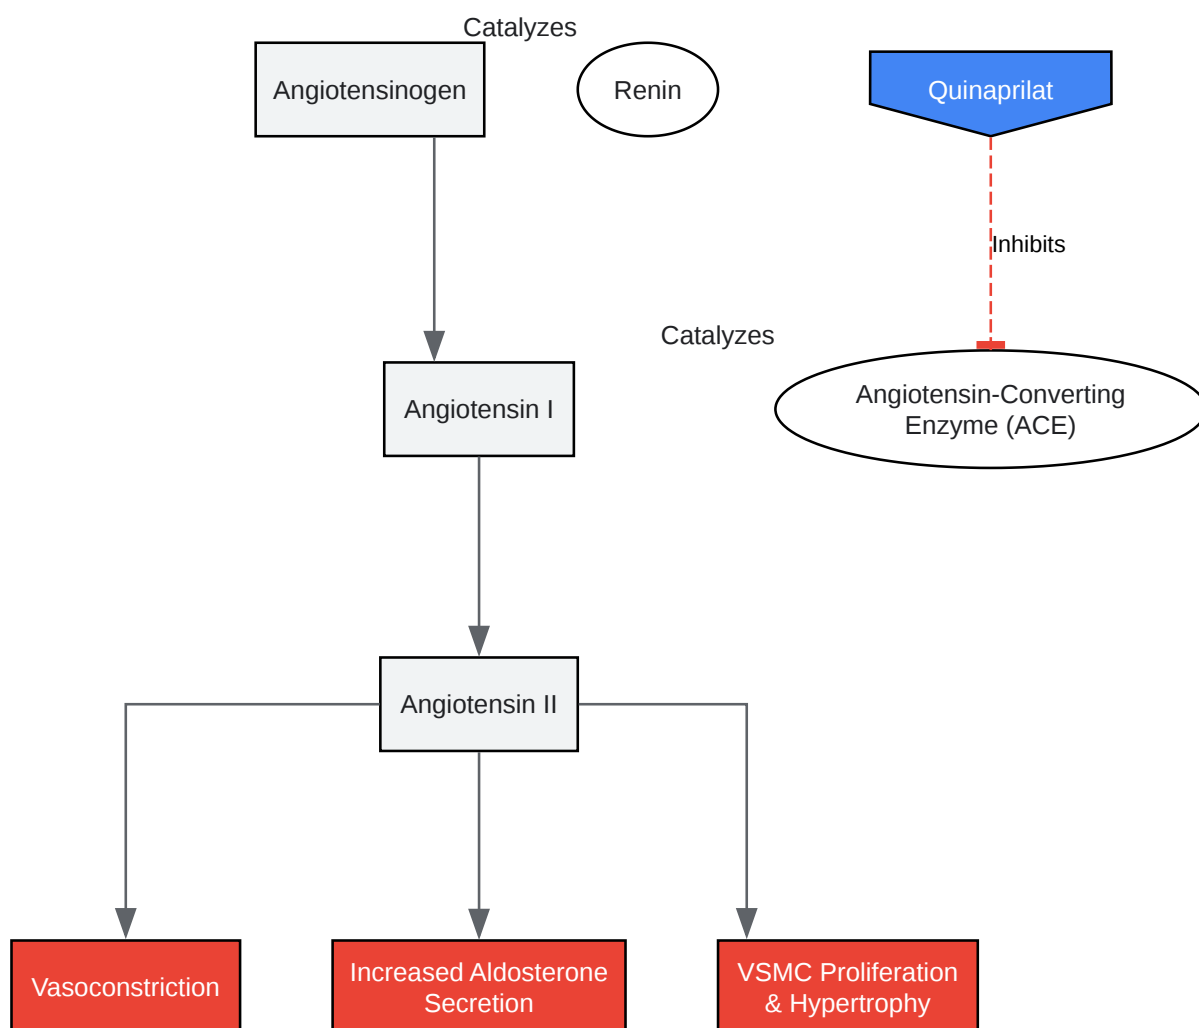 Catalyzes
Angiotensinogen
Renin
Quinaprilat
Inhibits
Catalyzes
Angiotensin I
Angiotensin-Converting
Enzyme (ACE)
Angiotensin II
Vasoconstriction
Increased Aldosterone
Secretion
VSMC Proliferation
& Hypertrophy